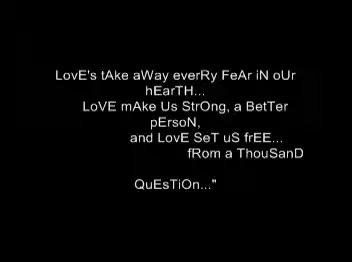 LovE's tAke aWay everRy FeAr iN oUr
hEarTH...
LoVE mAke Us StrOng, a BetTer
pErsoN,
and LovE SeT uS frEE...
fRom a ThouSanD
QuEsTiOn..."